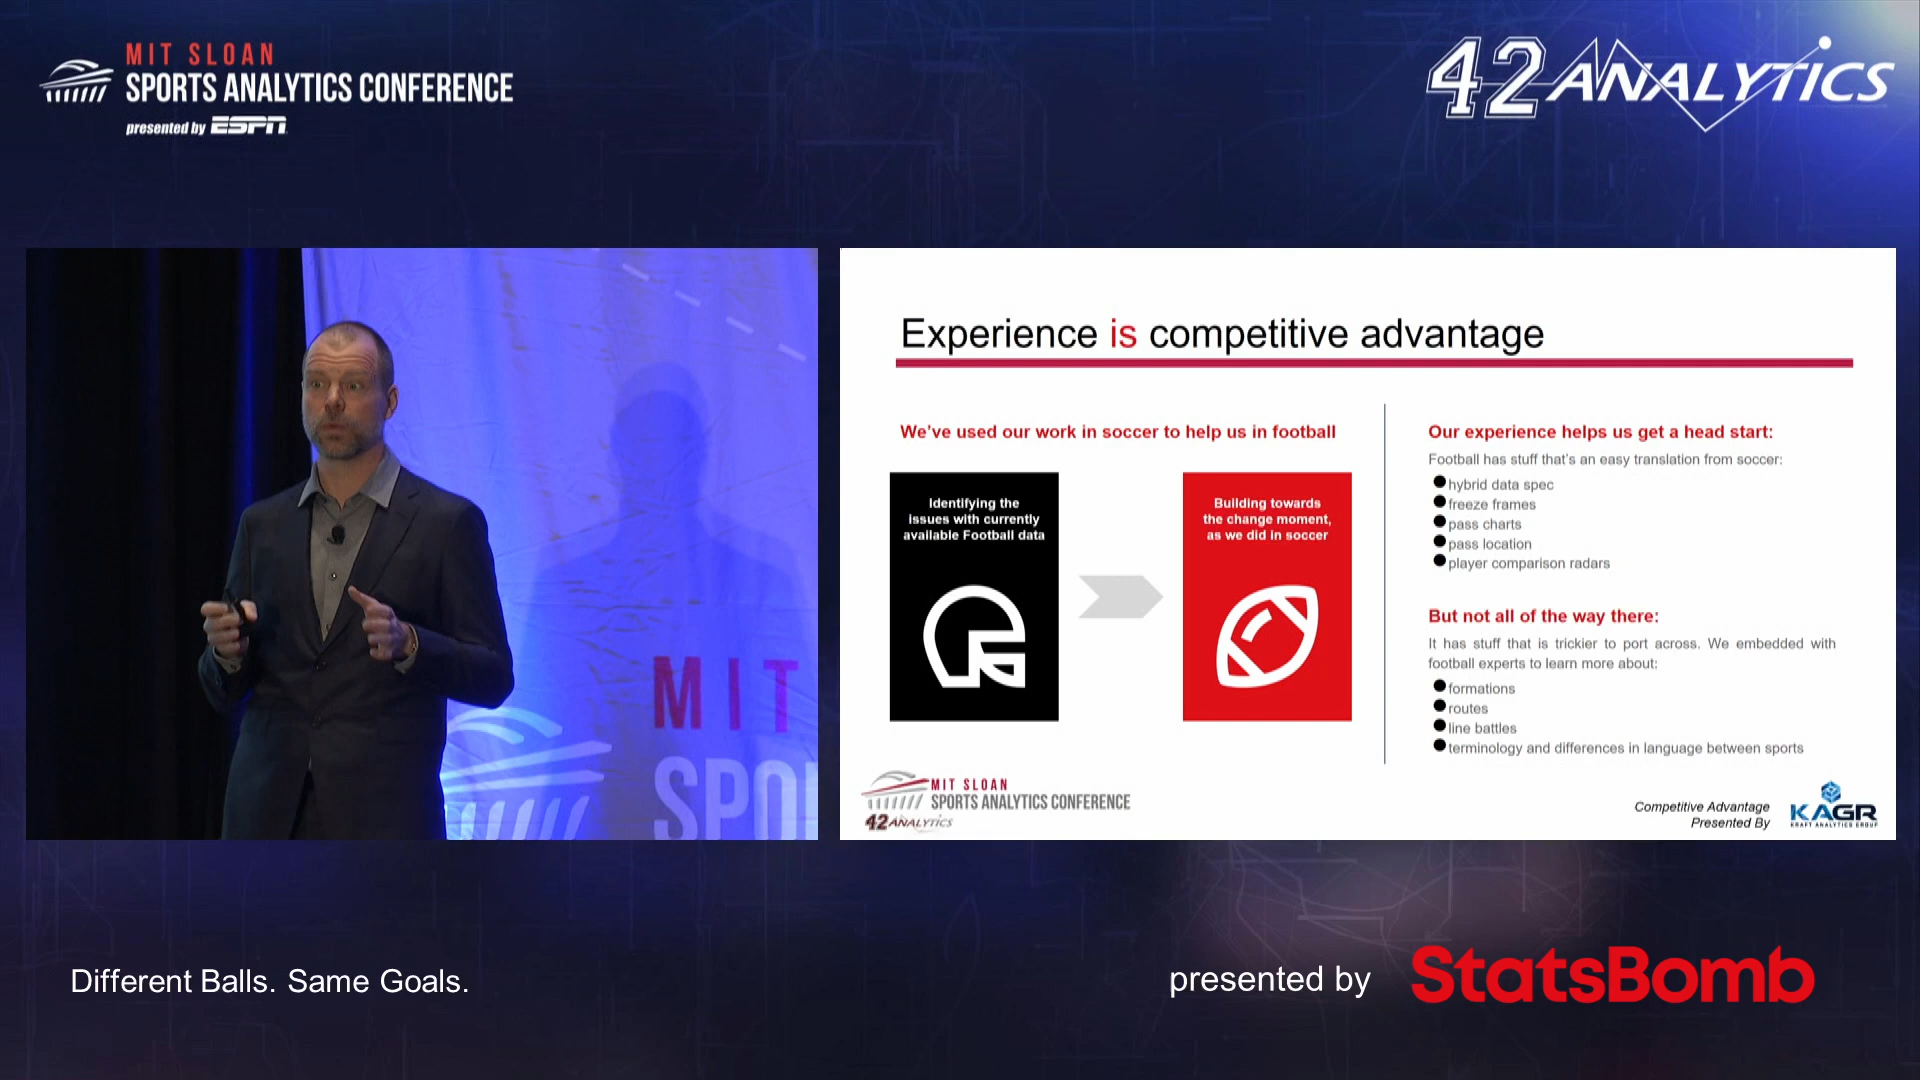 MIT SLOAN
SPORTS ANALYTICS CONFERENCE
presented by ESPN
42 ANALYTICS
MIT
SPO
Experience is competitive advantage
We've used our work in soccer to help us in football
Identifying the
issues with currently
available Football data
Building towards
the change moment,
as we did in soccer
Our experience helps us get a head start:
Football has stuff that's an easy translation from soccer:
hybrid data spec
freeze frames
pass charts
pass location
player comparison radars
But not all of the way there:
It has stuff that is trickier to port across. We embedded with
football experts to learn more about:
formations
routes
line battles
terminology and differences in language between sports
MIT SLOAN
SPORTS ANALYTICS CONFERENCE
42 ANALYTICS
Competitive Advantage
Presented By
KAGR
KRAFT ANALYTICS GROUP
Different Balls. Same Goals.
presented by StatsBomb